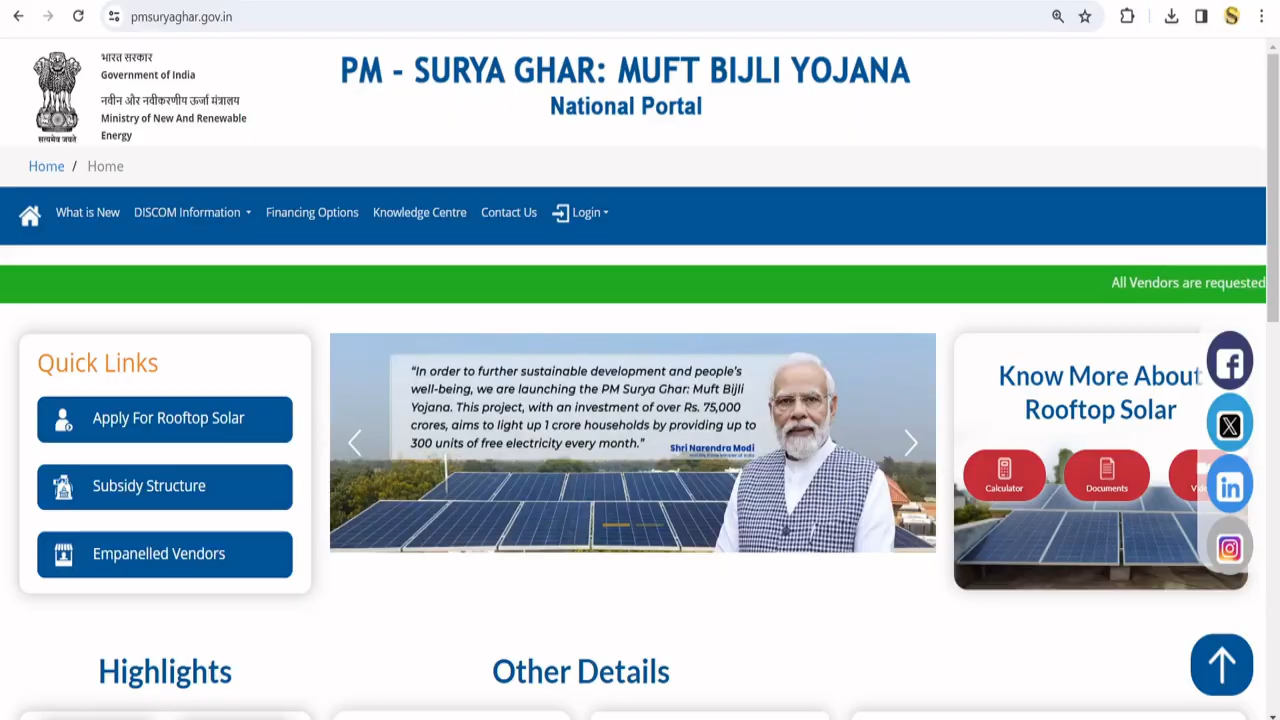 pmsuryaghar.gov.in
भारत सरकार
Government of India
नवीन और नवीकरणीय ऊर्जा मंत्रालय
Ministry of New And Renewable
Energy
सत्यमेव जयते
PM - SURYA GHAR: MUFT BIJLI YOJANA
National Portal
Home / Home
What is New DISCOM Information Financing Options Knowledge Centre Contact Us Login
All Vendors are requested
Quick Links
Apply For Rooftop Solar
Subsidy Structure
Empanelled Vendors
“In order to further sustainable development and people’s
well-being, we are launching the PM Surya Ghar: Muft Bijli
Yojana. This project, with an investment of over Rs. 75,000
crores, aims to light up 1 crore households by providing up to
300 units of free electricity every month.”
Shri Narendra Modi
Know More About
Rooftop Solar
Calculator Documents
Highlights
Other Details